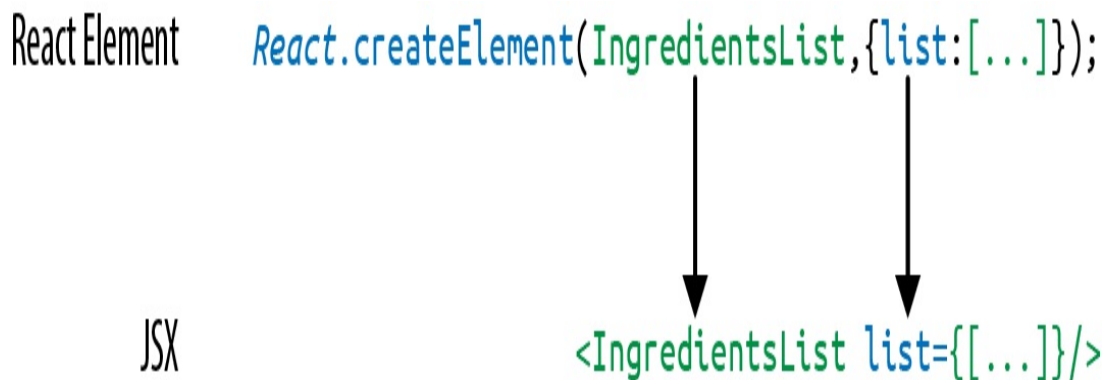 React Element React.createElement(IngredientsList,{list:[...]});
JSX <IngredientsList list={[...]}/>